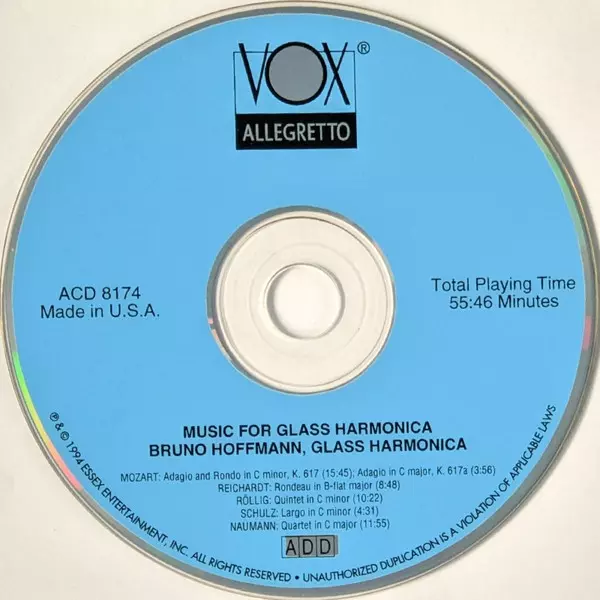 VOX®
ALLEGRETTO
ACD 8174
Made in U.S.A.
Total Playing Time
55:46 Minutes
MUSIC FOR GLASS HARMONICA
BRUNO HOFFMANN, GLASS HARMONICA
MOZART: Adagio and Rondo in C minor, K. 617 (15:45); Adagio in C major, K. 617a (3:56)
REICHARDT: Rondeau in B-flat major (8:48)
RÖLLIG: Quintet in C minor (10:22)
SCHULZ: Largo in C minor (4:31)
NAUMANN: Quartet in C major (11:55)
ADD
℗ & © 1994 ESSEX ENTERTAINMENT, INC. ALL RIGHTS RESERVED • UNAUTHORIZED DUPLICATION IS A VIOLATION OF APPLICABLE LAWS